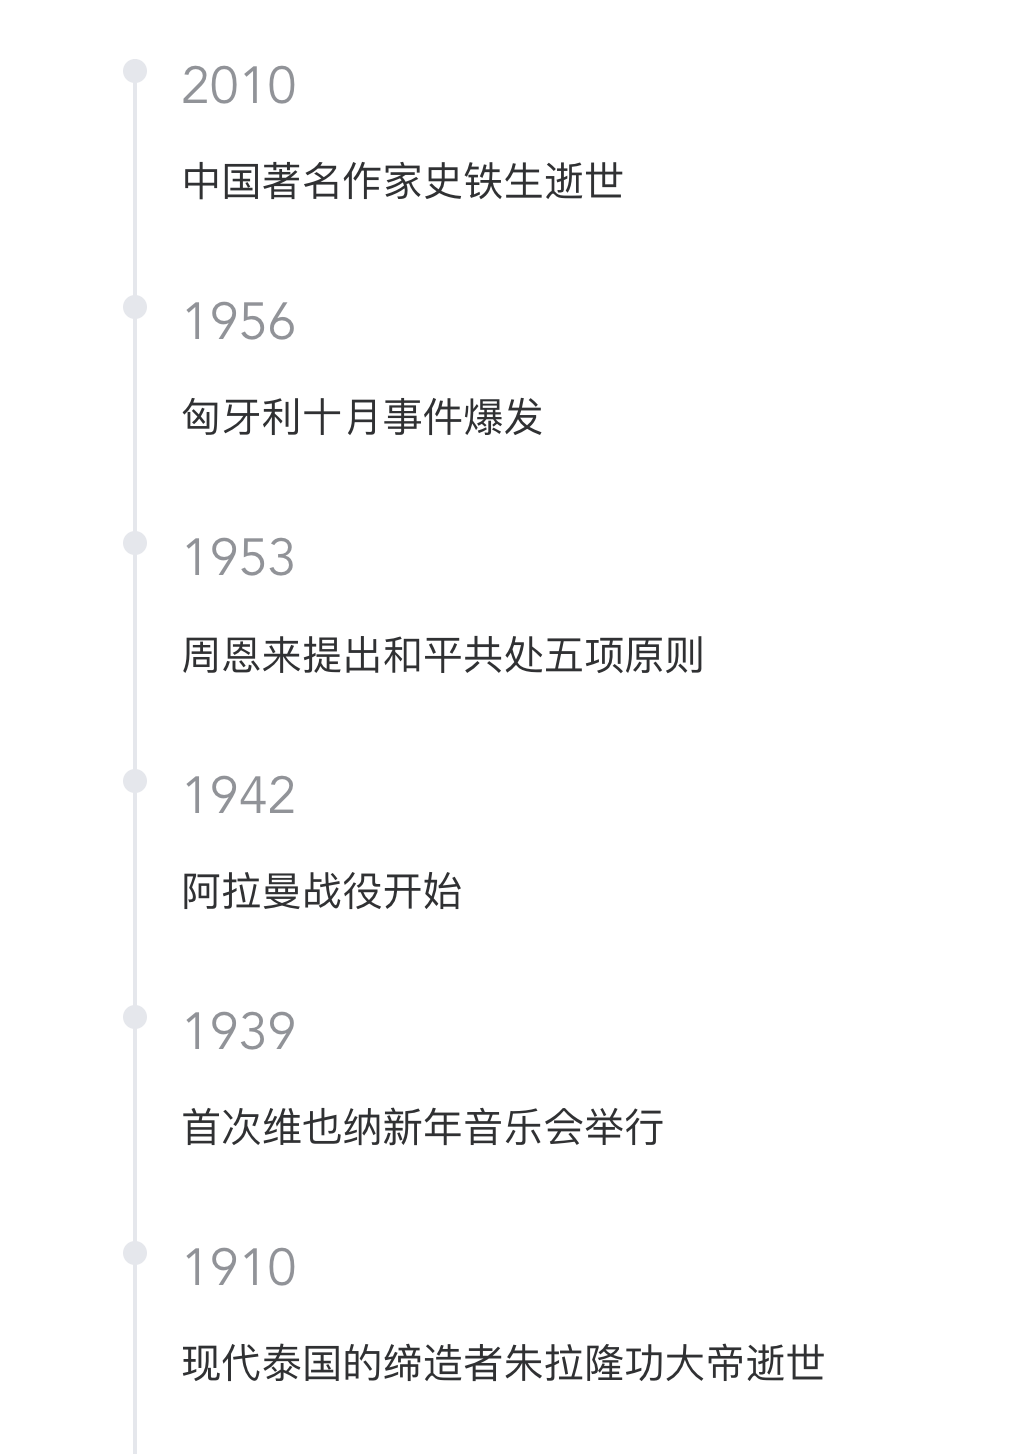 2010
中国著名作家史铁生逝世
1956
匈牙利十月事件爆发
1953
周恩来提出和平共处五项原则
1942
阿拉曼战役开始
1939
首次维也纳新年音乐会举行
1910
现代泰国的缔造者朱拉隆功大帝逝世